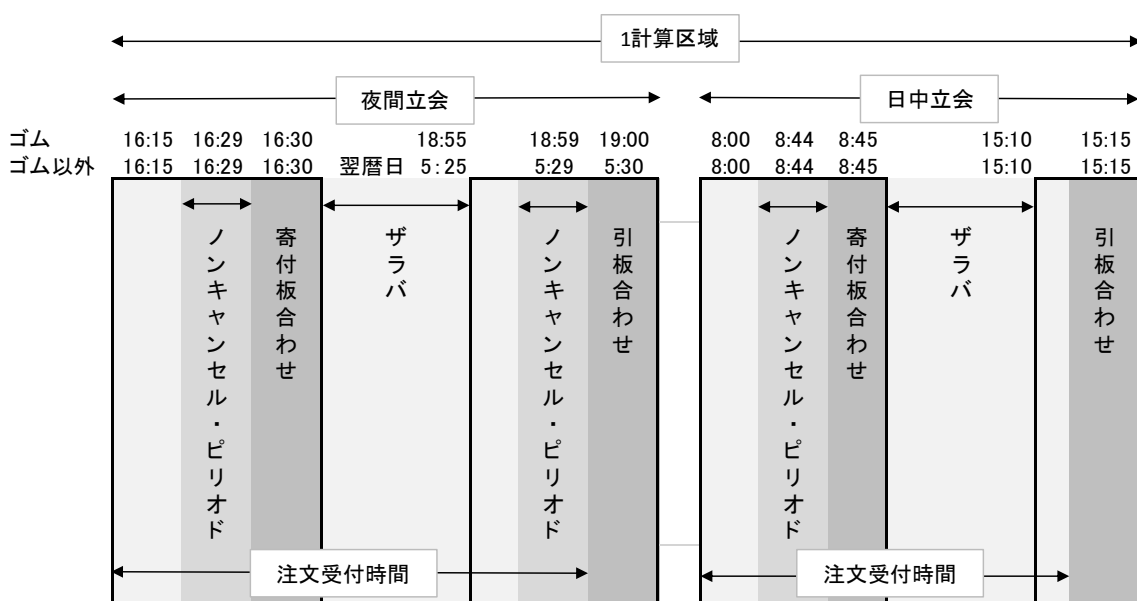 1計算区域
夜間立会
日中立会
ゴム 16:15 16:29 16:30 18:55 18:59 19:00 8:00 8:44 8:45 15:10 15:15
ゴム以外 16:15 16:29 16:30 翌暦日 5:25 5:29 5:30 8:00 8:44 8:45 15:10 15:15
ノンキャンセル・ピリオド
寄付板合わせ
ザラバ
ノンキャンセル・ピリオド
引板合わせ
ノンキャンセル・ピリオド
寄付板合わせ
ザラバ
引板合わせ
注文受付時間
注文受付時間